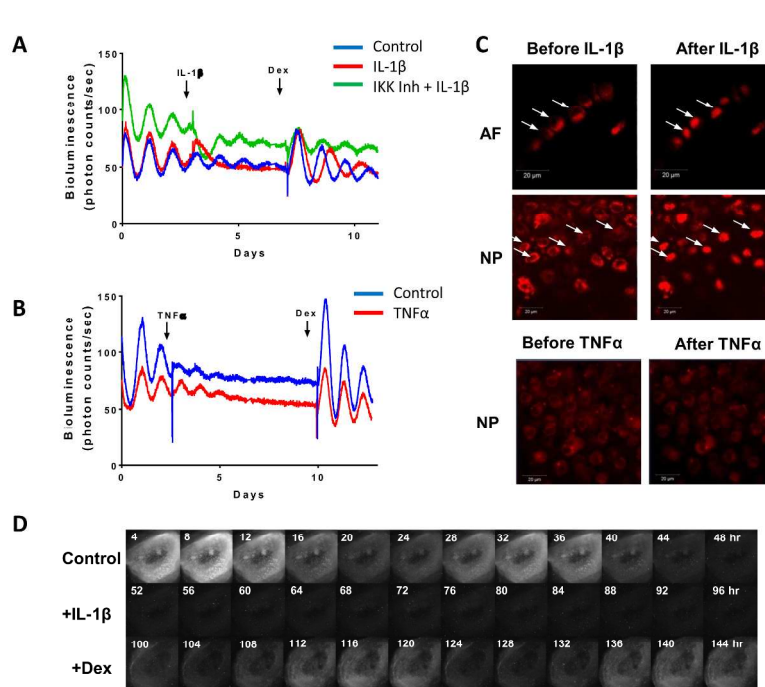 A
150
100
50
0
Bioluminescence
(photon counts/sec)
IL-1β
Dex
Control
IL-1β
IKK Inh + IL-1β
0
5
10
Days
B
150
100
50
0
Bioluminescence
(photon counts/sec)
TNFα
Dex
Control
TNFα
0
5
10
Days
C
Before IL-1β
After IL-1β
AF
20 μm
20 μm
NP
20 μm
20 μm
Before TNFα
After TNFα
NP
20 μm
20 μm
D
Control
4 8 12 16 20 24 28 32 36 40 44 48 hr
+IL-1β
52 56 60 64 68 72 76 80 84 88 92 96 hr
+Dex
100 104 108 112 116 120 124 128 132 136 140 144 hr